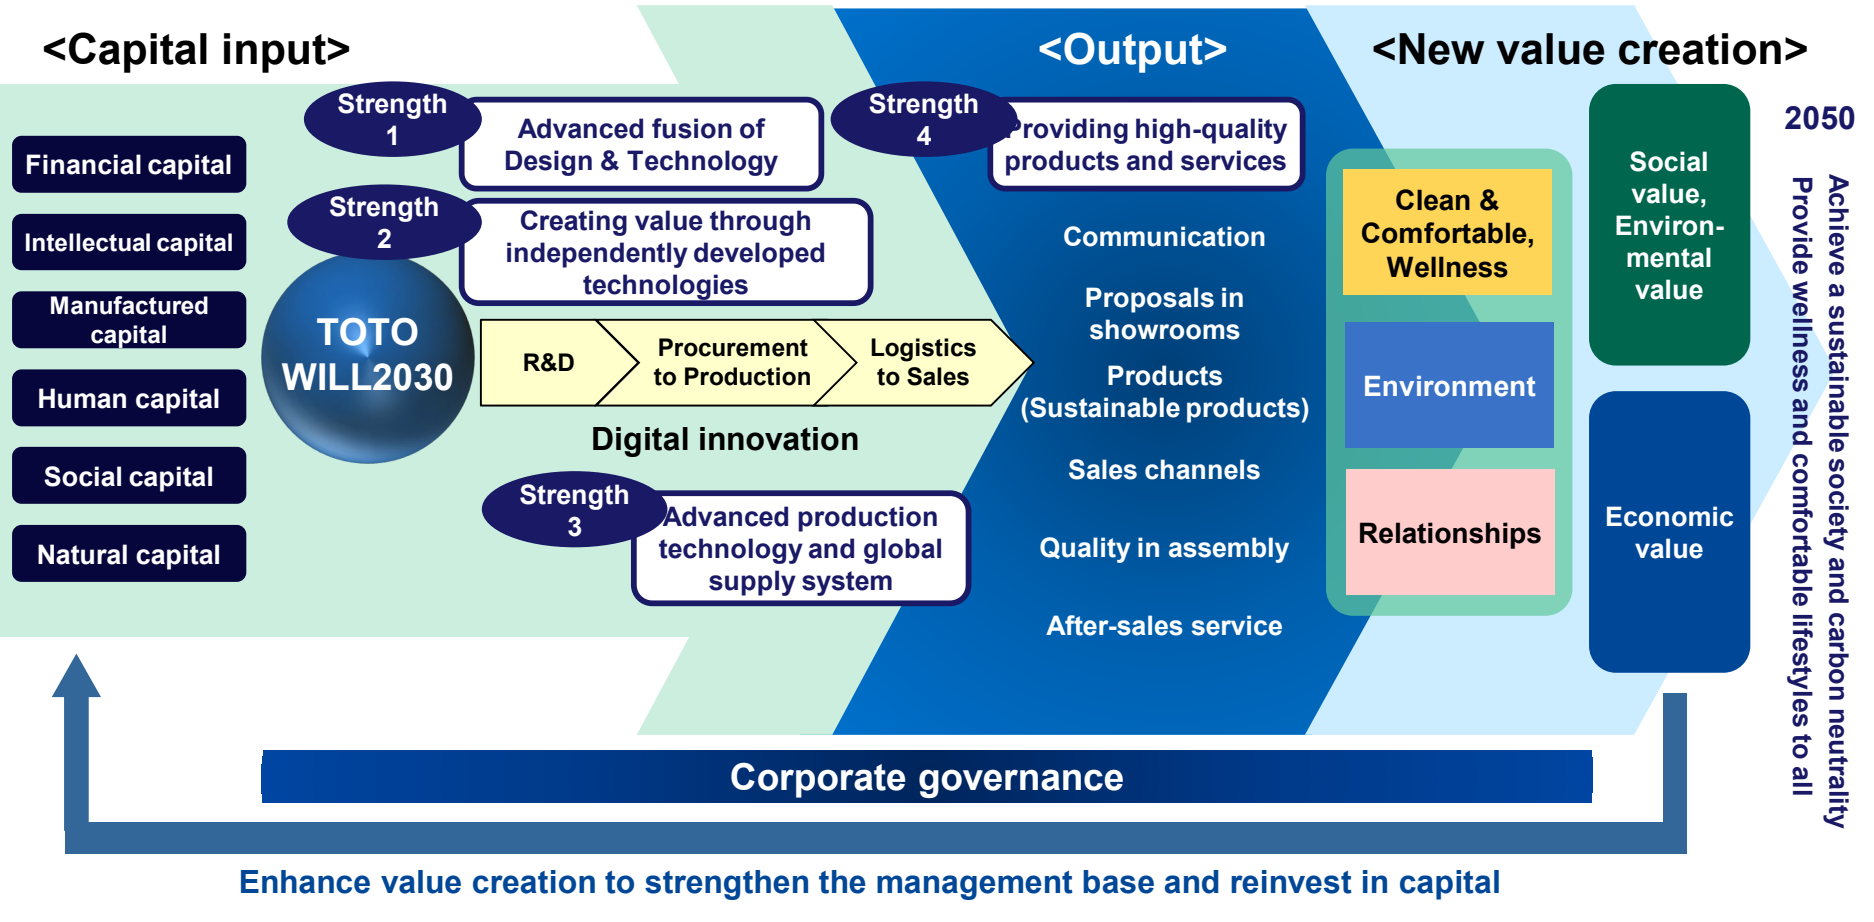 <Capital input>
Financial capital
Intellectual capital
Manufactured
capital
Human capital
Social capital
Natural capital
Strength
1
Advanced fusion of
Design & Technology
Strength
2
Creating value through
independently developed
technologies
TOTO
WILL2030
R&D
Procurement
to Production
Logistics
to Sales
Digital innovation
Strength
3
Advanced production
technology and global
supply system
<Output>
Strength
4
Providing high-quality
products and services
Communication
Proposals in
showrooms
Products
(Sustainable products)
Sales channels
Quality in assembly
After-sales service
<New value creation>
Clean &
Comfortable,
Wellness
Environment
Relationships
Social
value,
Environ-
mental
value
Economic
value
2050
Achieve a sustainable society and carbon neutrality
Provide wellness and comfortable lifestyles to all
Corporate governance
Enhance value creation to strengthen the management base and reinvest in capital